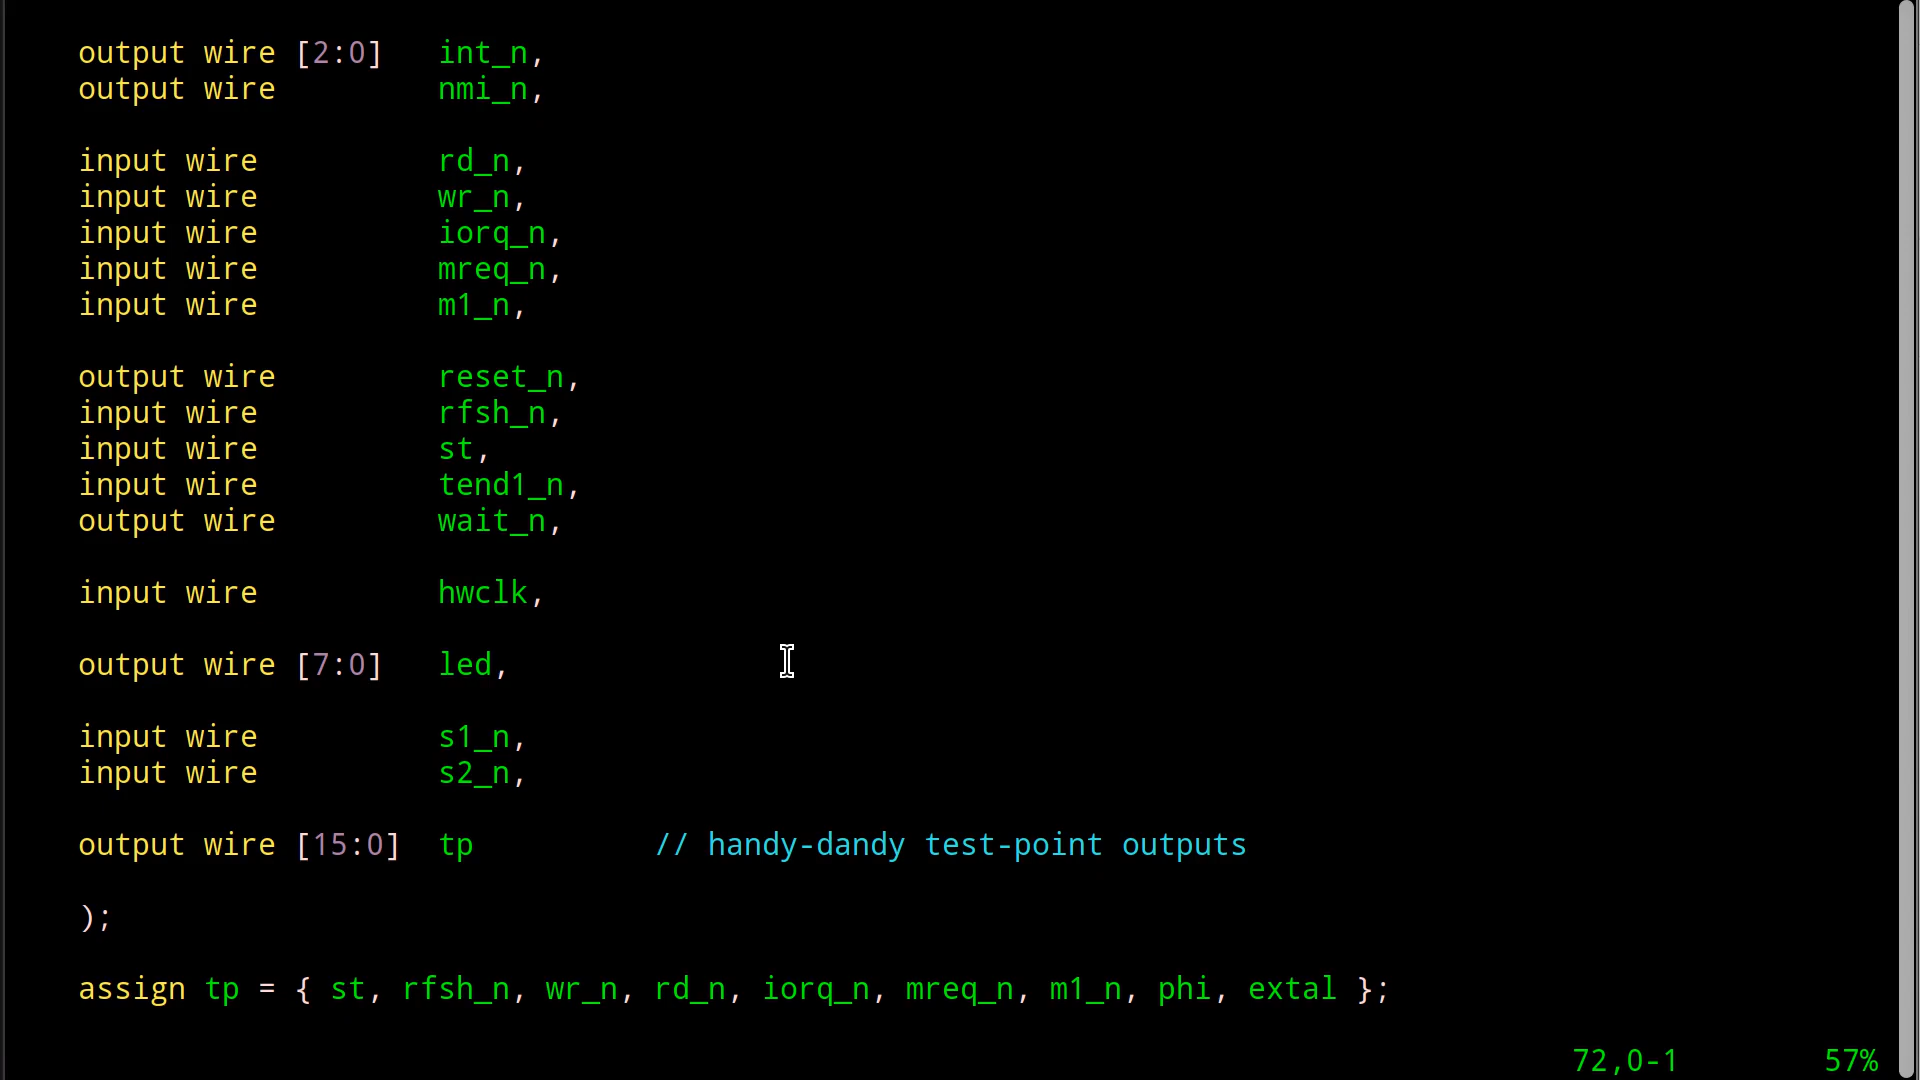 output wire [2:0]   int_n,
output wire         nmi_n,
input wire          rd_n,
input wire          wr_n,
input wire          iorq_n,
input wire          mreq_n,
input wire          m1_n,
output wire         reset_n,
input wire          rfsh_n,
input wire          st,
input wire          tend1_n,
output wire         wait_n,
input wire          hwclk,
output wire [7:0]   led,
input wire          s1_n,
input wire          s2_n,
output wire [15:0]  tp          // handy-dandy test-point outputs
);
assign tp = { st, rfsh_n, wr_n, rd_n, iorq_n, mreq_n, m1_n, phi, extal };
72,0-1        57%